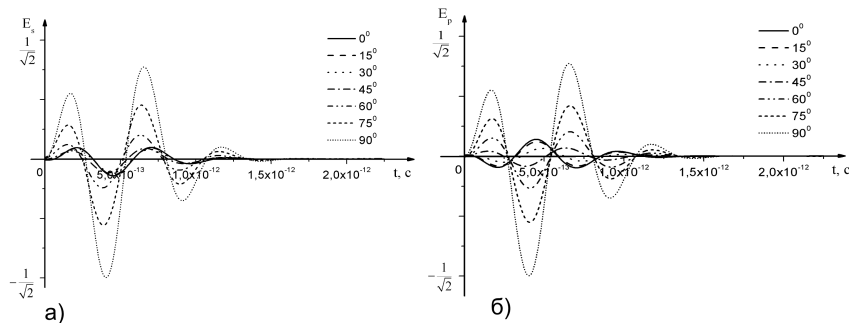 E_s
1/√2
0⁰
15⁰
30⁰
45⁰
60⁰
75⁰
90⁰
0
5,0x10⁻¹³
1,0x10⁻¹²
1,5x10⁻¹²
2,0x10⁻¹²
t, c
−1/√2
а)
E_p
1/√2
0⁰
15⁰
30⁰
45⁰
60⁰
75⁰
90⁰
0
5,0x10⁻¹³
1,0x10⁻¹²
1,5x10⁻¹²
2,0x10⁻¹²
t, c
−1/√2
б)